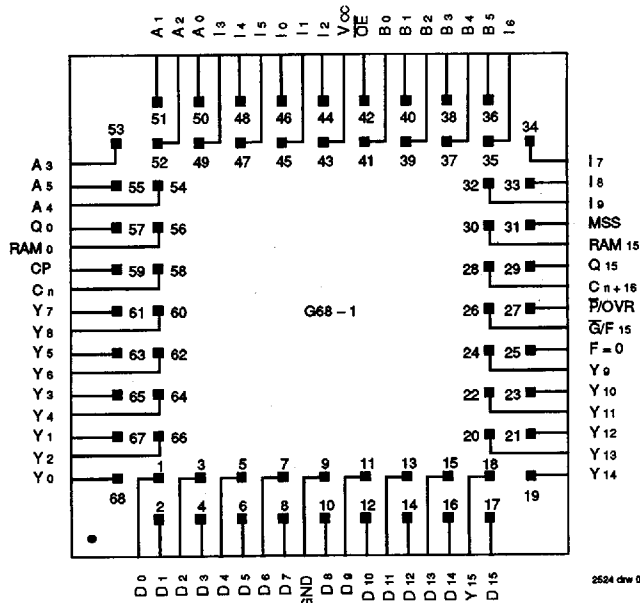 A1 A2 A0 I3 I4 I5 I0 I1 I2 VCC OE B0 B1 B2 B3 B4 B5 I6
51 50 48 46 44 42 40 38 36
53 52 49 47 45 43 41 39 37 35 34
A3 I7
A5 55 54 32 33 I8
A4 I9
Q0 57 56 30 31 MSS
RAM0 RAM15
CP 59 58 28 29 Q15
Cn Cn+16
Y7 61 60 G68-1 26 27 P/OVR
Y8 G/F15
Y5 63 62 24 25 F=0
Y6 Y9
Y3 65 64 22 23 Y10
Y4 Y11
Y1 67 66 20 21 Y12
Y2 Y13
Y0 68 1 3 5 7 9 11 13 15 18 19 Y14
2 4 6 8 10 12 14 16 17
D0 D1 D2 D3 D4 D5 D6 D7 GND D8 D9 D10 D11 D12 D13 D14 Y15 D15
2524 drw 0